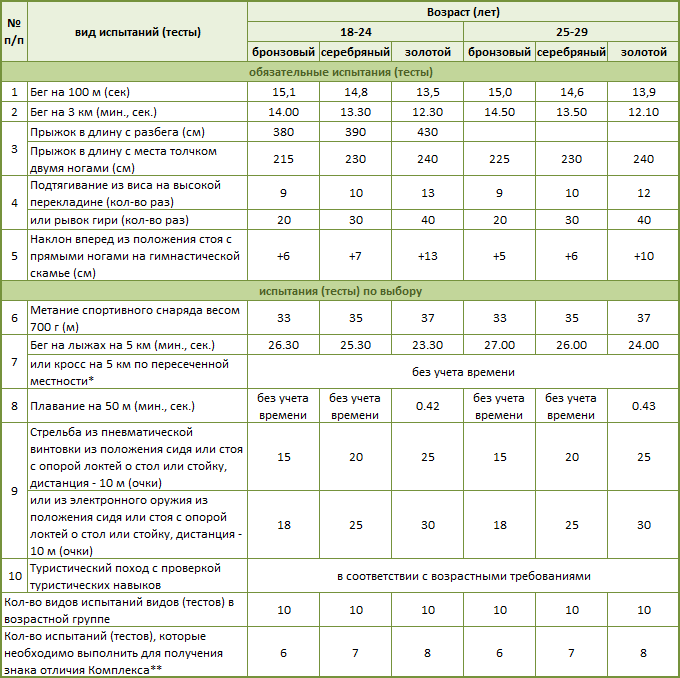 № п/п вид испытаний (тесты) Возраст (лет)
18-24 25-29
бронзовый серебряный золотой бронзовый серебряный золотой
обязательные испытания (тесты)
1 Бег на 100 м (сек) 15,1 14,8 13,5 15,0 14,6 13,9
2 Бег на 3 км (мин., сек.) 14.00 13.30 12.30 14.50 13.50 12.10
3 Прыжок в длину с разбега (см) 380 390 430
Прыжок в длину с места толчком
двумя ногами (см) 215 230 240 225 230 240
4 Подтягивание из виса на высокой
перекладине (кол-во раз) 9 10 13 9 10 12
или рывок гири (кол-во раз) 20 30 40 20 30 40
5 Наклон вперед из положения стоя с
прямыми ногами на гимнастической
скамье (см) +6 +7 +13 +5 +6 +10
испытания (тесты) по выбору
6 Метание спортивного снаряда весом
700 г (м) 33 35 37 33 35 37
7 Бег на лыжах на 5 км (мин., сек.) 26.30 25.30 23.30 27.00 26.00 24.00
или кросс на 5 км по пересеченной
местности* без учета времени
8 Плавание на 50 м (мин., сек.) без учета времени без учета времени 0.42 без учета времени без учета времени 0.43
9 Стрельба из пневматической
винтовки из положения сидя или стоя
с опорой локтей о стол или стойку,
дистанция - 10 м (очки) 15 20 25 15 20 25
или из электронного оружия из
положения сидя или стоя с опорой
локтей о стол или стойку, дистанция -
10 м (очки) 18 25 30 18 25 30
10 Туристический поход с проверкой
туристических навыков в соответствии с возрастными требованиями
Кол-во видов испытаний видов (тестов) в
возрастной группе 10 10 10 10 10 10
Кол-во испытаний (тестов), которые
необходимо выполнить для получения
знака отличия Комплекса** 6 7 8 6 7 8